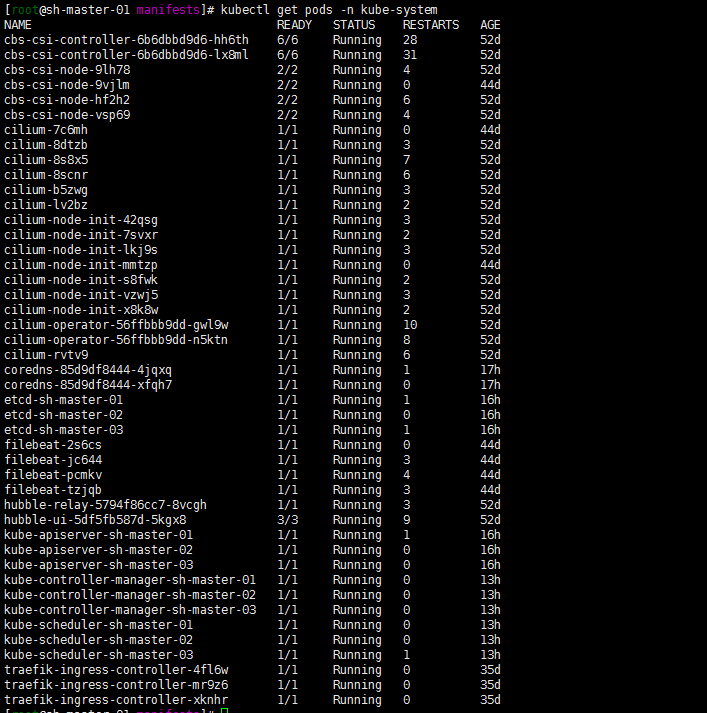 [root@sh-master-01 manifests]# kubectl get pods -n kube-system
NAME READY STATUS RESTARTS AGE
cbs-csi-controller-6b6dbbd9d6-hh6th 6/6 Running 28 52d
cbs-csi-controller-6b6dbbd9d6-lx8ml 6/6 Running 31 52d
cbs-csi-node-9lh78 2/2 Running 4 52d
cbs-csi-node-9vjlm 2/2 Running 0 44d
cbs-csi-node-hf2h2 2/2 Running 6 52d
cbs-csi-node-vsp69 2/2 Running 4 52d
cilium-7c6mh 1/1 Running 0 44d
cilium-8dtzb 1/1 Running 3 52d
cilium-8s8x5 1/1 Running 7 52d
cilium-8scnr 1/1 Running 6 52d
cilium-b5zwg 1/1 Running 3 52d
cilium-lv2bz 1/1 Running 2 52d
cilium-node-init-42qsg 1/1 Running 3 52d
cilium-node-init-7svxr 1/1 Running 2 52d
cilium-node-init-lkj9s 1/1 Running 3 52d
cilium-node-init-mmtzp 1/1 Running 0 44d
cilium-node-init-s8fwk 1/1 Running 2 52d
cilium-node-init-vzwj5 1/1 Running 3 52d
cilium-node-init-x8k8w 1/1 Running 2 52d
cilium-operator-56ffbbb9dd-gwl9w 1/1 Running 10 52d
cilium-operator-56ffbbb9dd-n5ktn 1/1 Running 8 52d
cilium-rvtv9 1/1 Running 6 52d
coredns-85d9df8444-4jqxq 1/1 Running 1 17h
coredns-85d9df8444-xfqh7 1/1 Running 0 17h
etcd-sh-master-01 1/1 Running 1 16h
etcd-sh-master-02 1/1 Running 0 16h
etcd-sh-master-03 1/1 Running 1 16h
filebeat-2s6cs 1/1 Running 0 44d
filebeat-jc644 1/1 Running 3 44d
filebeat-pcmkv 1/1 Running 4 44d
filebeat-tzjqb 1/1 Running 3 44d
hubble-relay-5794f86cc7-8vcgh 1/1 Running 3 52d
hubble-ui-5df5fb587d-5kgx8 3/3 Running 9 52d
kube-apiserver-sh-master-01 1/1 Running 1 16h
kube-apiserver-sh-master-02 1/1 Running 0 16h
kube-apiserver-sh-master-03 1/1 Running 0 16h
kube-controller-manager-sh-master-01 1/1 Running 0 13h
kube-controller-manager-sh-master-02 1/1 Running 0 13h
kube-controller-manager-sh-master-03 1/1 Running 0 13h
kube-scheduler-sh-master-01 1/1 Running 0 13h
kube-scheduler-sh-master-02 1/1 Running 0 13h
kube-scheduler-sh-master-03 1/1 Running 1 13h
traefik-ingress-controller-4fl6w 1/1 Running 0 35d
traefik-ingress-controller-mr9z6 1/1 Running 0 35d
traefik-ingress-controller-xknhr 1/1 Running 0 35d
[root@sh-master-01 manifests]#